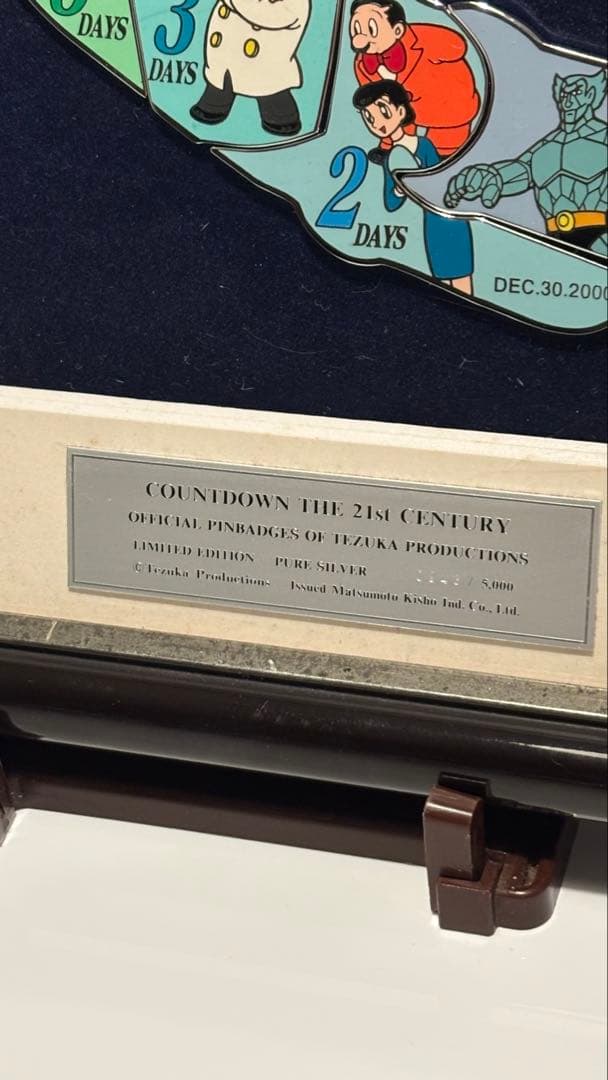 DAYS
3
DAYS
2
DAYS
DEC.30.200
COUNTDOWN THE 21st CENTURY
OFFICIAL PINBADGES OF TEZUKA PRODUCTIONS
LIMITED EDITION PURE SILVER / 5,000
©Tezuka Productions Issued Matsumoto Kisho Ind. Co., Ltd.